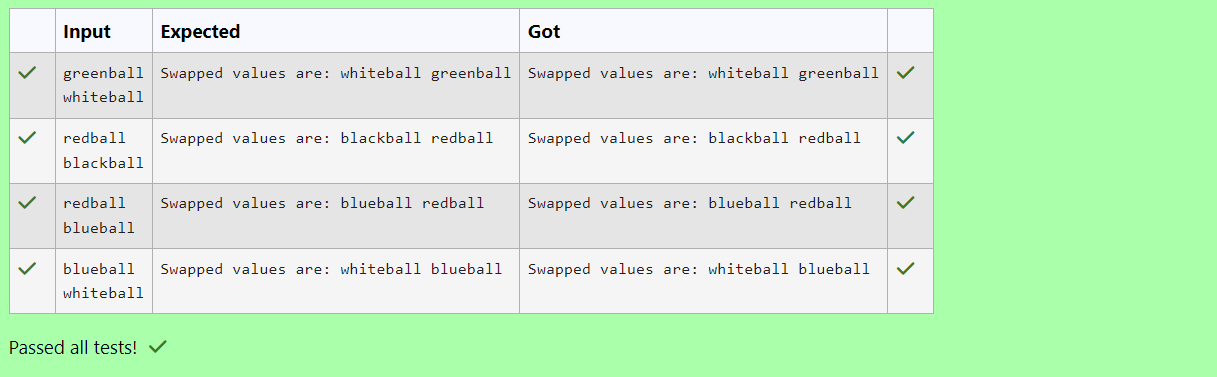 Input Expected Got
greenball Swapped values are: whiteball greenball Swapped values are: whiteball greenball
whiteball
redball Swapped values are: blackball redball Swapped values are: blackball redball
blackball
redball Swapped values are: blueball redball Swapped values are: blueball redball
blueball
blueball Swapped values are: whiteball blueball Swapped values are: whiteball blueball
whiteball
Passed all tests!